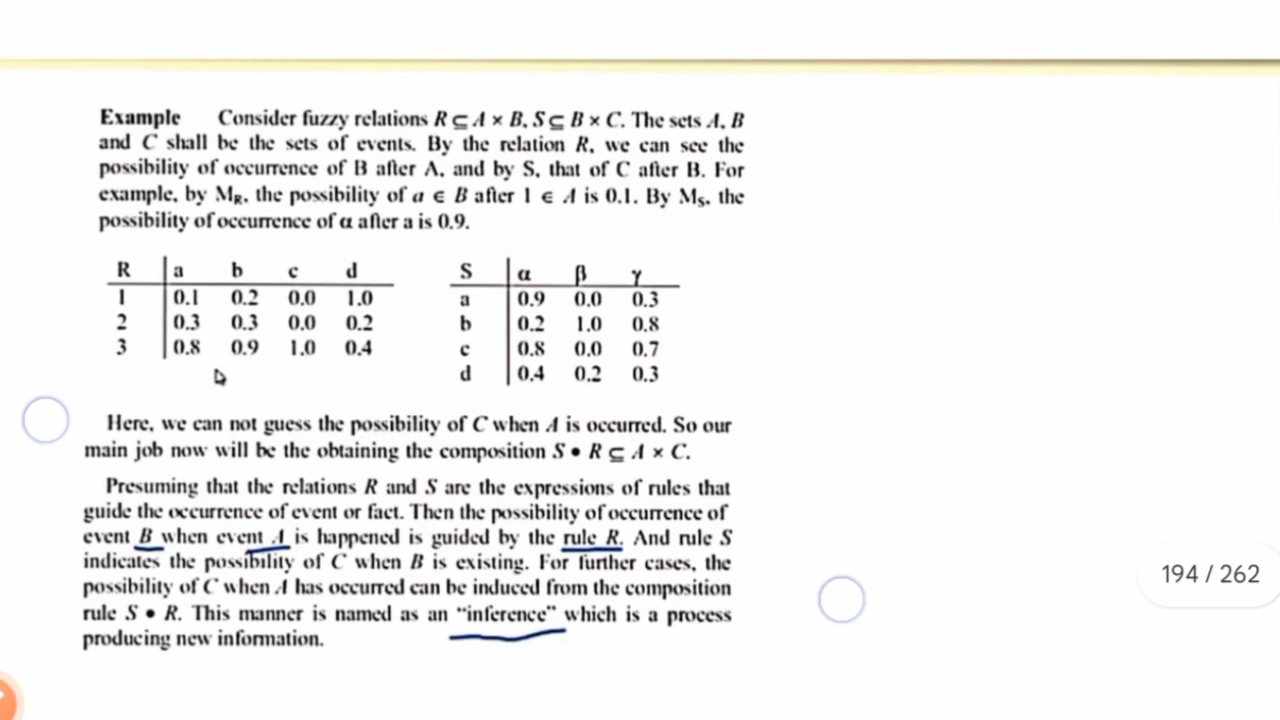 Example Consider fuzzy relations R ⊆ A × B, S ⊆ B × C. The sets A, B
and C shall be the sets of events. By the relation R, we can see the
possibility of occurrence of B after A, and by S, that of C after B. For
example, by M_R, the possibility of a ∈ B after 1 ∈ A is 0.1. By M_S, the
possibility of occurrence of α after a is 0.9.
R a b c d
1 0.1 0.2 0.0 1.0
2 0.3 0.3 0.0 0.2
3 0.8 0.9 1.0 0.4
S α β γ
a 0.9 0.0 0.3
b 0.2 1.0 0.8
c 0.8 0.0 0.7
d 0.4 0.2 0.3
Here, we can not guess the possibility of C when A is occurred. So our
main job now will be the obtaining the composition S • R ⊆ A × C.
Presuming that the relations R and S are the expressions of rules that
guide the occurrence of event or fact. Then the possibility of occurrence of
event B when event A is happened is guided by the rule R. And rule S
indicates the possibility of C when B is existing. For further cases, the
possibility of C when A has occurred can be induced from the composition
rule S • R. This manner is named as an "inference" which is a process
producing new information.
194 / 262